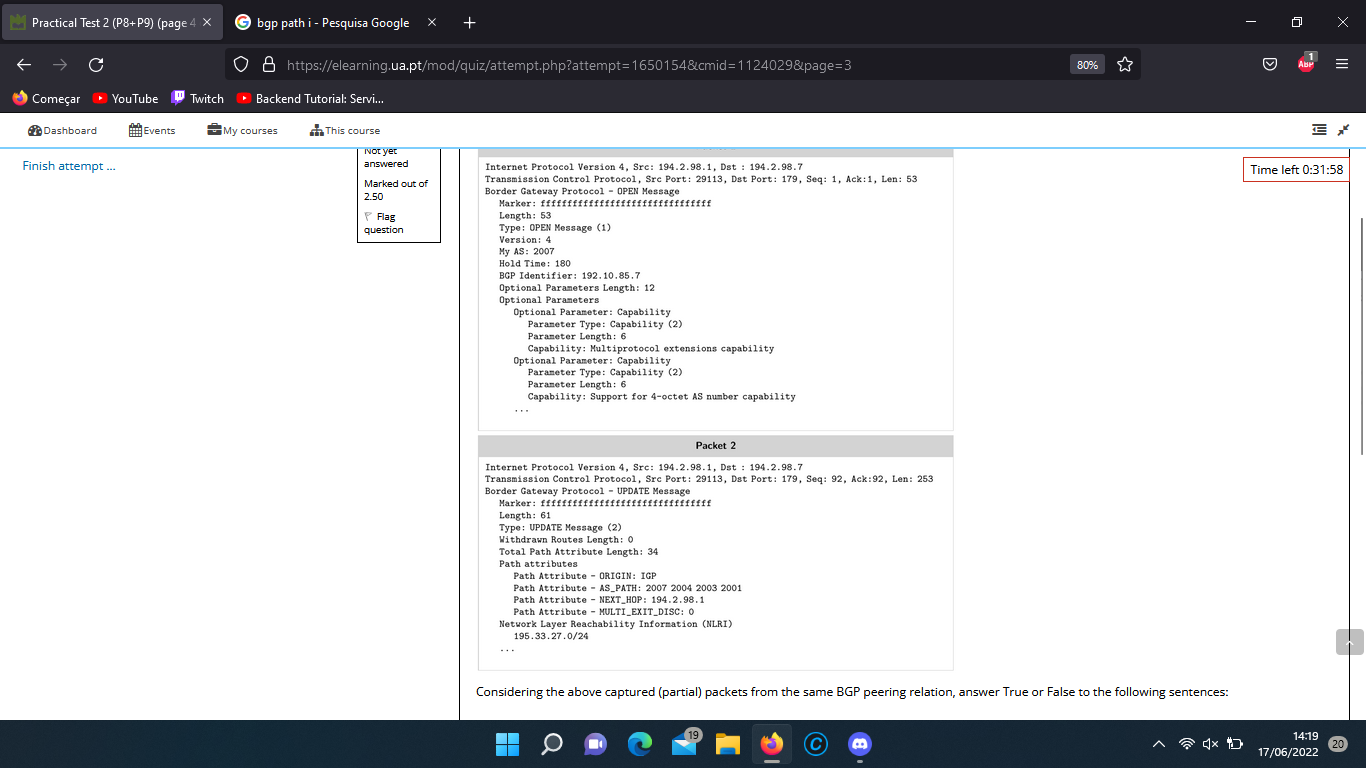 Practical Test 2 (P8+P9) (page 4
bgp path i - Pesquisa Google
https://elearning.ua.pt/mod/quiz/attempt.php?attempt=1650154&cmid=1124029&page=3
80%
ABP
1
Começar
YouTube
Twitch
Backend Tutorial: Servi...
Dashboard
Events
My courses
This course
Finish attempt ...
Not yet
answered
Marked out of
2.50
Flag
question
Time left 0:31:58
Internet Protocol Version 4, Src: 194.2.98.1, Dst : 194.2.98.7
Transmission Control Protocol, Src Port: 29113, Dst Port: 179, Seq: 1, Ack:1, Len: 53
Border Gateway Protocol - OPEN Message
Marker: ffffffffffffffffffffffffffffffff
Length: 53
Type: OPEN Message (1)
Version: 4
My AS: 2007
Hold Time: 180
BGP Identifier: 192.10.85.7
Optional Parameters Length: 12
Optional Parameters
Optional Parameter: Capability
Parameter Type: Capability (2)
Parameter Length: 6
Capability: Multiprotocol extensions capability
Optional Parameter: Capability
Parameter Type: Capability (2)
Parameter Length: 6
Capability: Support for 4-octet AS number capability
...
Packet 2
Internet Protocol Version 4, Src: 194.2.98.1, Dst : 194.2.98.7
Transmission Control Protocol, Src Port: 29113, Dst Port: 179, Seq: 92, Ack:92, Len: 253
Border Gateway Protocol - UPDATE Message
Marker: ffffffffffffffffffffffffffffffff
Length: 61
Type: UPDATE Message (2)
Withdrawn Routes Length: 0
Total Path Attribute Length: 34
Path attributes
Path Attribute - ORIGIN: IGP
Path Attribute - AS_PATH: 2007 2004 2003 2001
Path Attribute - NEXT_HOP: 194.2.98.1
Path Attribute - MULTI_EXIT_DISC: 0
Network Layer Reachability Information (NLRI)
195.33.27.0/24
...
Considering the above captured (partial) packets from the same BGP peering relation, answer True or False to the following sentences:
19
14:19
17/06/2022
20